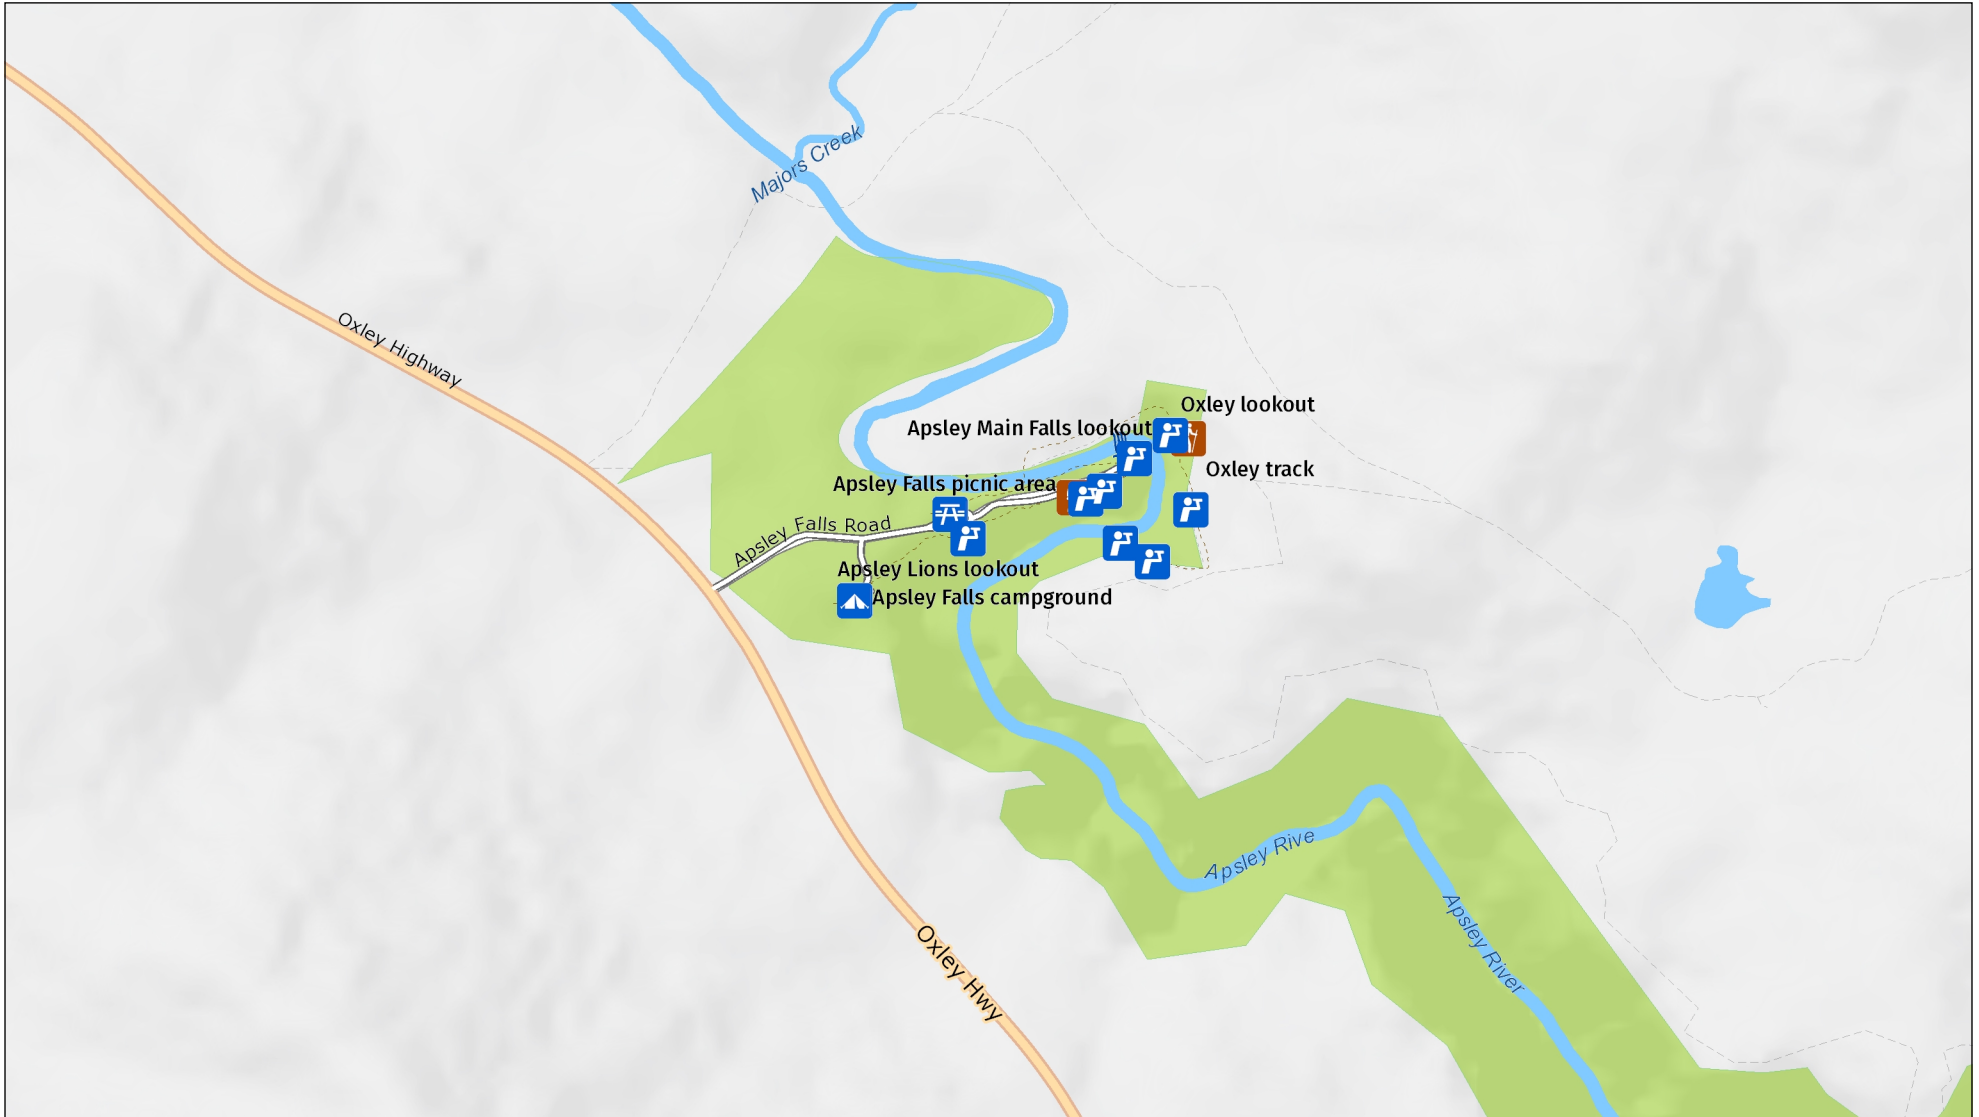 Majors Creek
Oxley Highway
Oxley lookout
Apsley Main Falls lookout
Oxley track
Apsley Falls picnic area
Apsley Falls Road
Apsley Lions lookout
Apsley Falls campground
Apsley Rive
Apsley River
Oxley Hwy